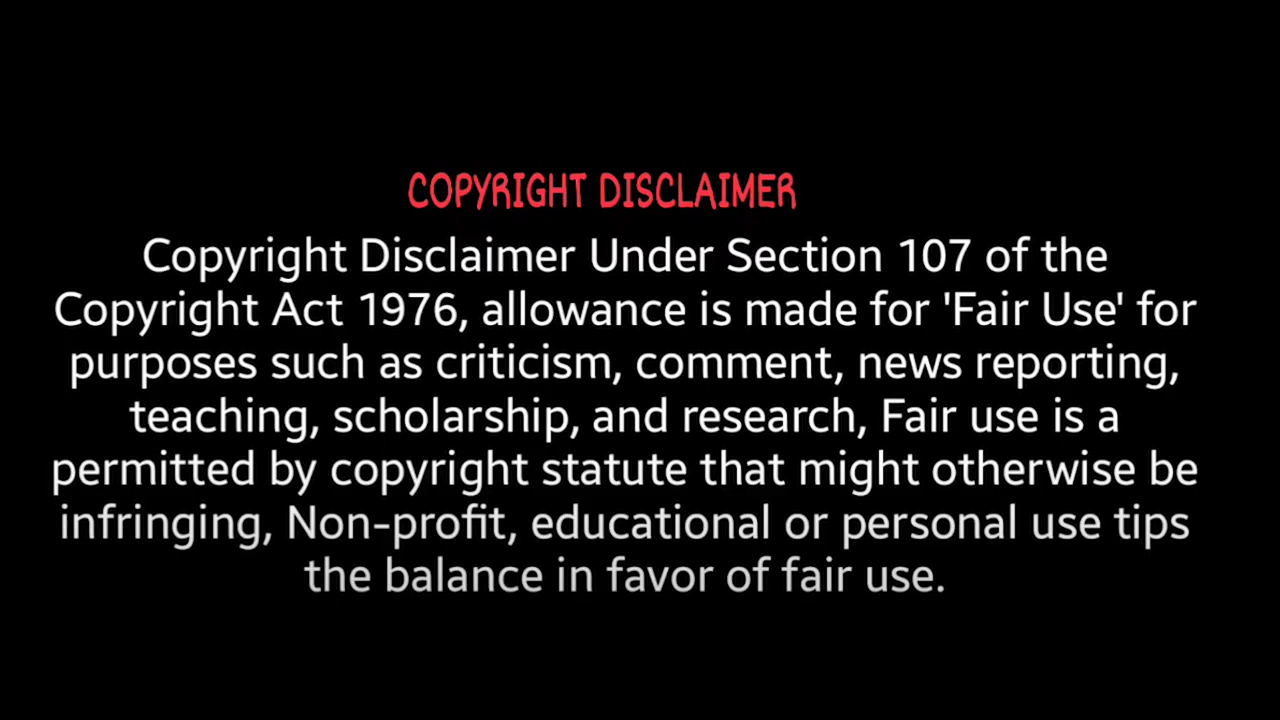 COPYRIGHT DISCLAIMER
Copyright Disclaimer Under Section 107 of the
Copyright Act 1976, allowance is made for 'Fair Use' for
purposes such as criticism, comment, news reporting,
teaching, scholarship, and research, Fair use is a
permitted by copyright statute that might otherwise be
infringing, Non-profit, educational or personal use tips
the balance in favor of fair use.